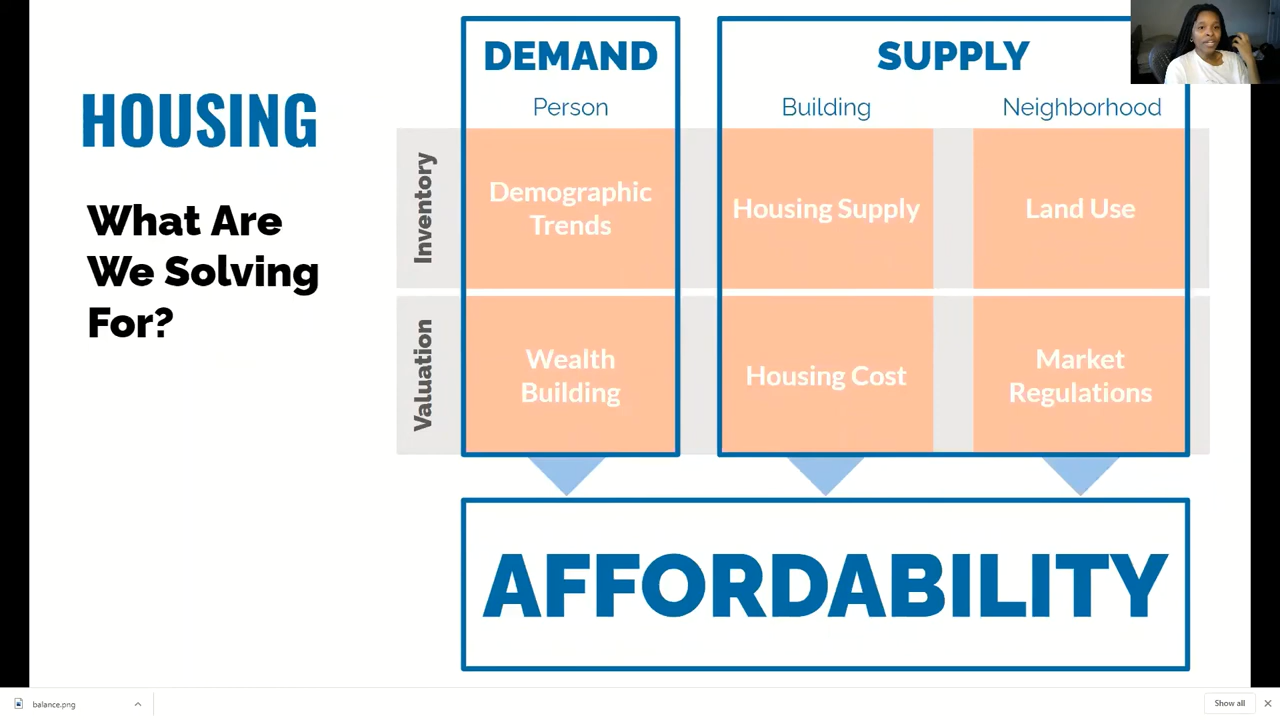 HOUSING
What Are
We Solving
For?
DEMAND
SUPPLY
Person
Building
Neighborhood
Inventory
Demographic
Trends
Housing Supply
Land Use
Valuation
Wealth
Building
Housing Cost
Market
Regulations
AFFORDABILITY
balance.png
Show all